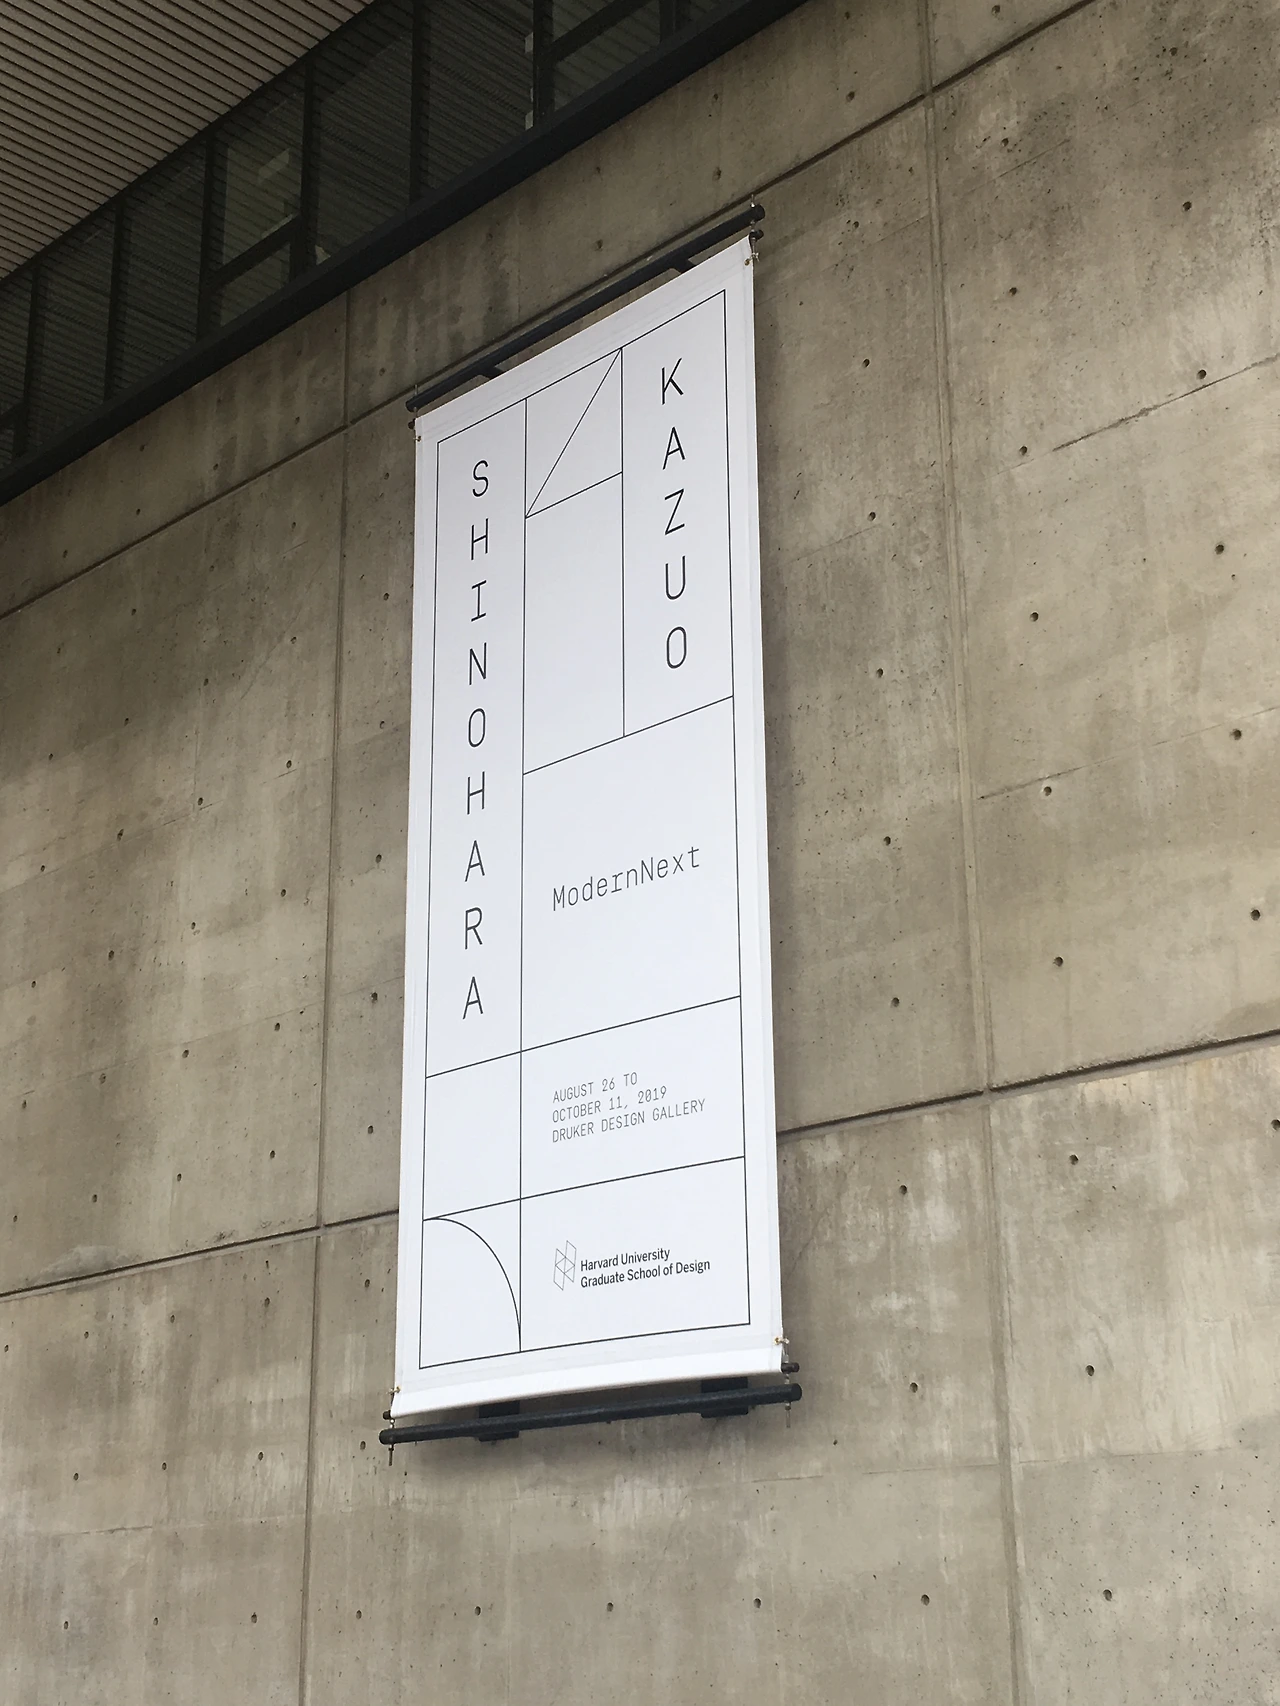 KAZUO
SHINOHARA
ModernNext
AUGUST 26 TO
OCTOBER 11, 2019
DRUKER DESIGN GALLERY
Harvard University
Graduate School of Design